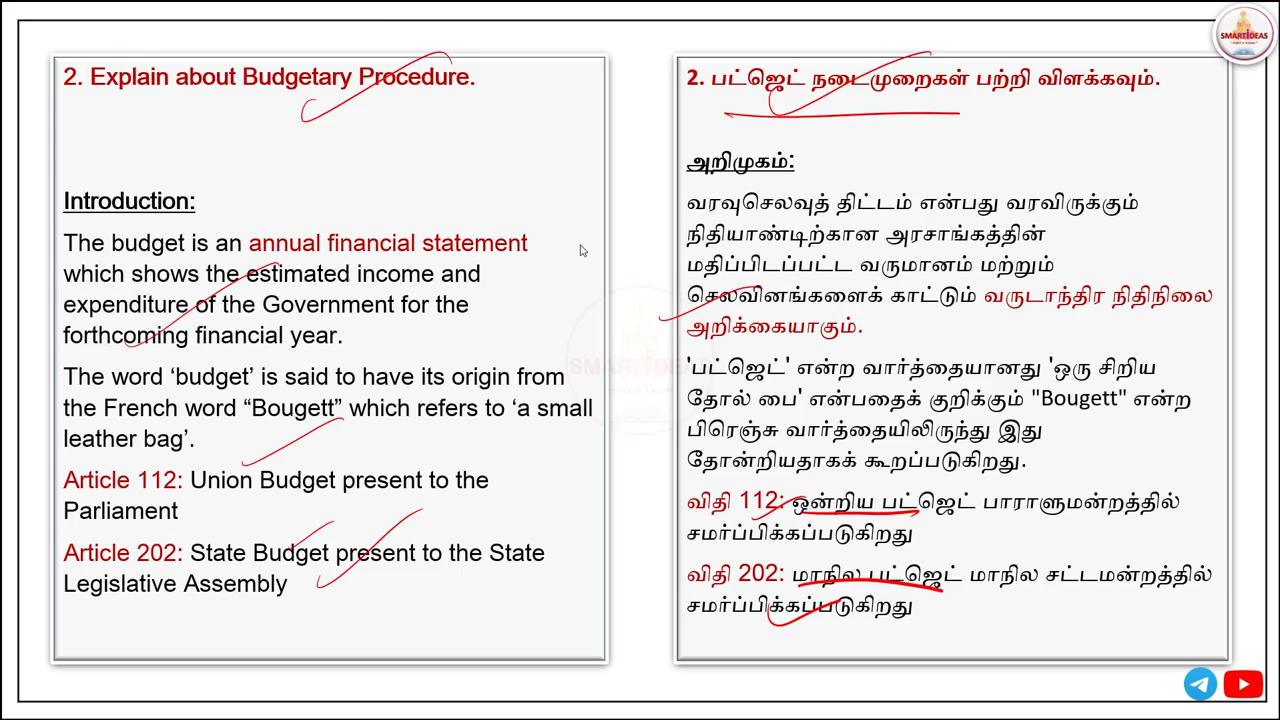 SMARTIDEAS
2. Explain about Budgetary Procedure.
Introduction:
The budget is an annual financial statement
which shows the estimated income and
expenditure of the Government for the
forthcoming financial year.
The word ‘budget’ is said to have its origin from
the French word “Bougett” which refers to ‘a small
leather bag’.
Article 112: Union Budget present to the
Parliament
Article 202: State Budget present to the State
Legislative Assembly
2. பட்ஜெட் நடைமுறைகள் பற்றி விளக்கவும்.
அறிமுகம்:
வரவுசெலவுத் திட்டம் என்பது வரவிருக்கும்
நிதியாண்டிற்கான அரசாங்கத்தின்
மதிப்பிடப்பட்ட வருமானம் மற்றும்
செலவினங்களைக் காட்டும் வருடாந்திர நிதிநிலை
அறிக்கையாகும்.
'பட்ஜெட்' என்ற வார்த்தையானது 'ஒரு சிறிய
தோல் பை' என்பதைக் குறிக்கும் "Bougett" என்ற
பிரெஞ்சு வார்த்தையிலிருந்து இது
தோன்றியதாகக் கூறப்படுகிறது.
விதி 112: ஒன்றிய பட்ஜெட் பாராளுமன்றத்தில்
சமர்ப்பிக்கப்படுகிறது
விதி 202: மாநில பட்ஜெட் மாநில சட்டமன்றத்தில்
சமர்ப்பிக்கப்படுகிறது